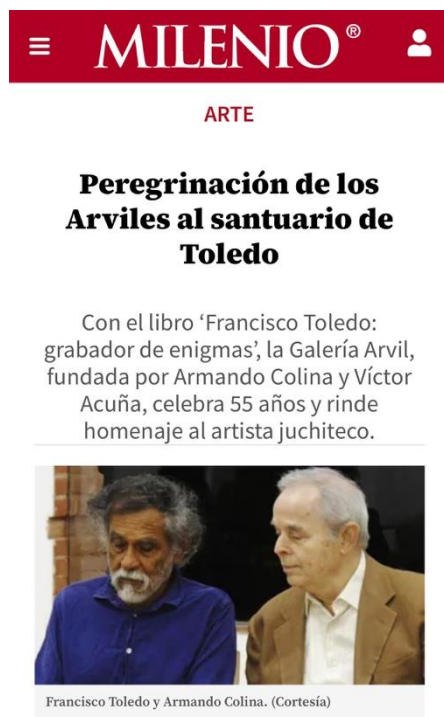 MILENIO®
ARTE
Peregrinación de los
Arviles al santuario de
Toledo
Con el libro ‘Francisco Toledo:
grabador de enigmas’, la Galería Arvil,
fundada por Armando Colina y Víctor
Acuña, celebra 55 años y rinde
homenaje al artista juchiteco.
Francisco Toledo y Armando Colina. (Cortesía)